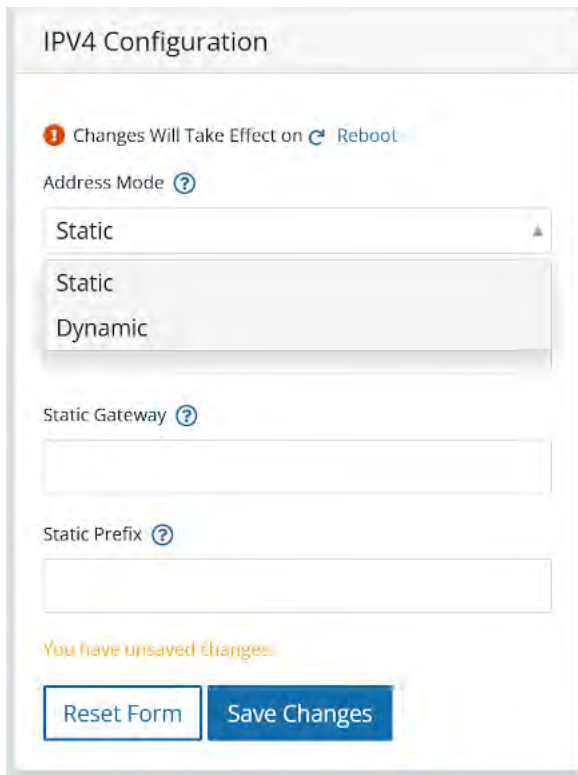 IPV4 Configuration
Changes Will Take Effect on Reboot
Address Mode
Static
Static
Dynamic
Static Gateway
Static Prefix
You have unsaved changes.
Reset Form Save Changes